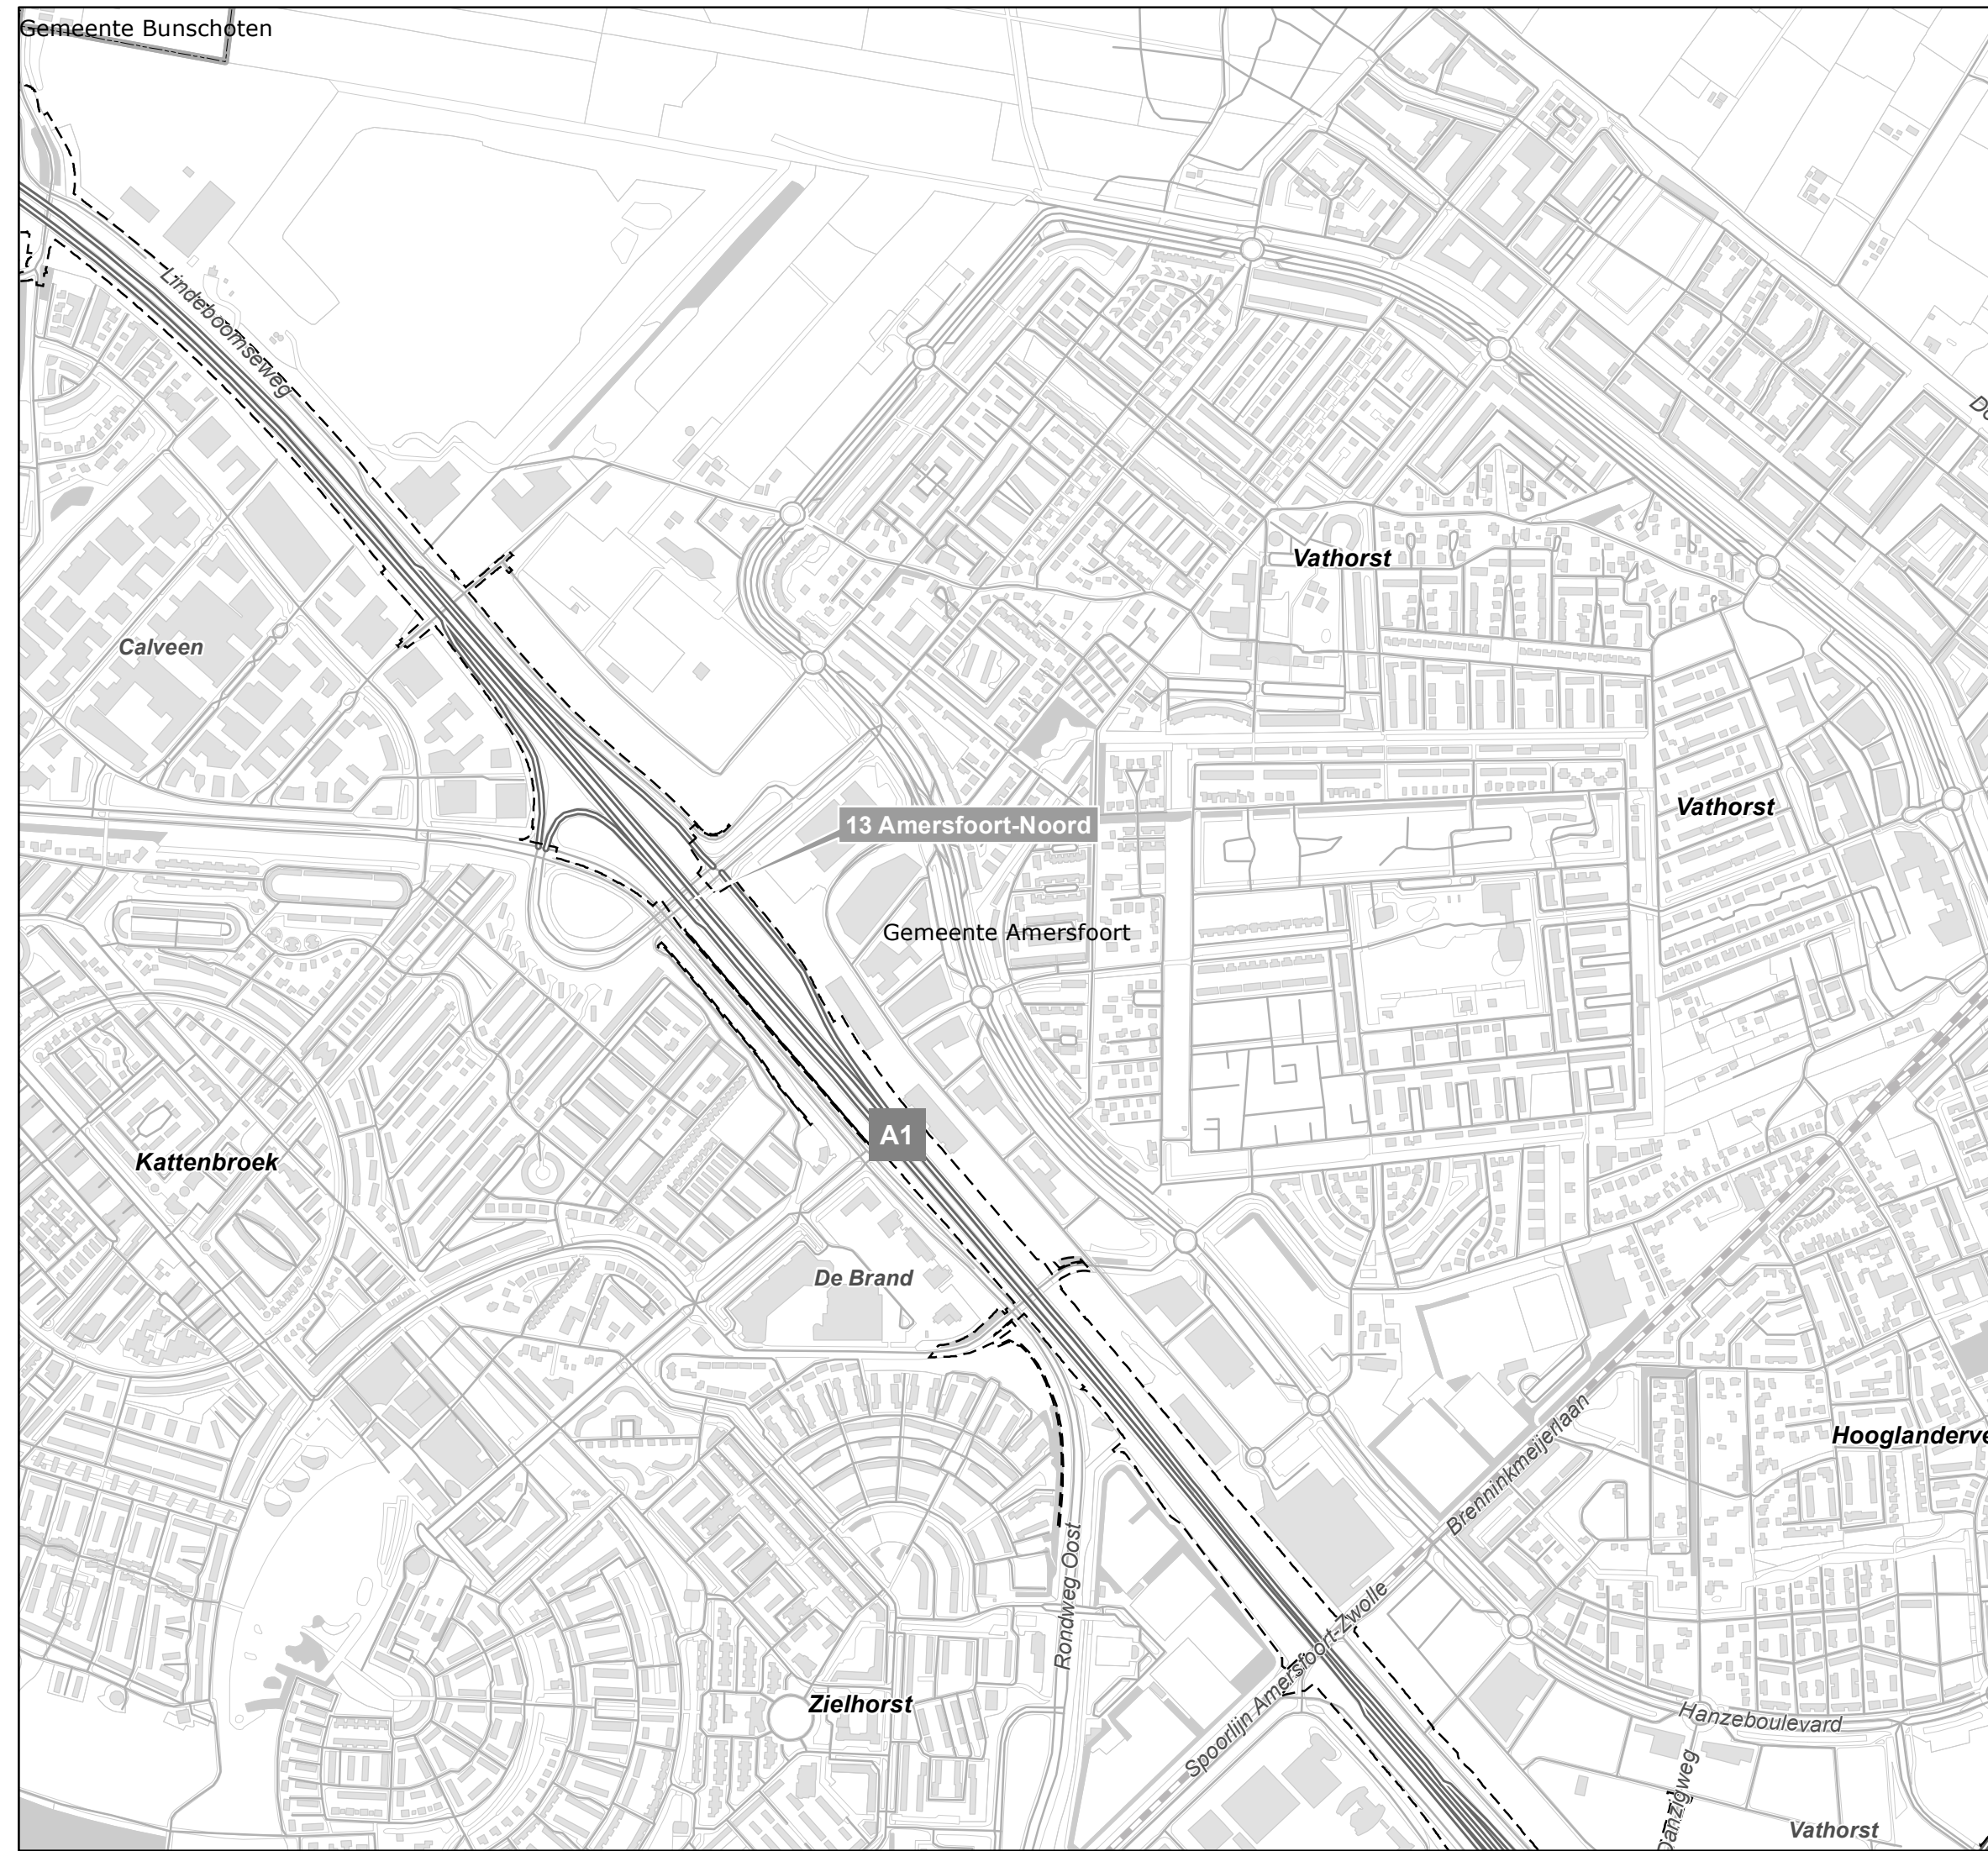 Gemeente Bunschoten
Lindeboomseweg
Vathorst
Calveen
Vathorst
13 Amersfoort-Noord
Gemeente Amersfoort
A1
Kattenbroek
De Brand
Brenninkmeijerlaan
Rondweg Oost
Spoorlijn Amersfoort-Zwolle
Zielhorst
Hanzeboulevard
Danzigweg
Vathorst